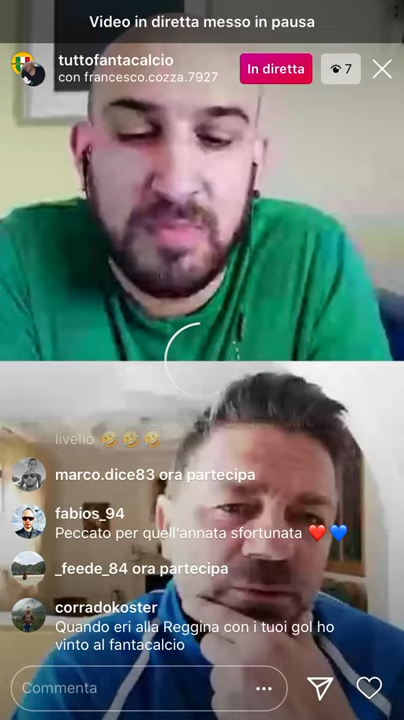 Video in diretta messo in pausa
tuttofantacalcio
con francesco.cozza.7927
In diretta
7
livello 🤣 🤣 🤣
marco.dice83 ora partecipa
fabios_94
Peccato per quell'annata sfortunata ❤️💙
_feede_84 ora partecipa
corradokoster
Quando eri alla Reggina con i tuoi gol ho
vinto al fantacalcio
Commenta